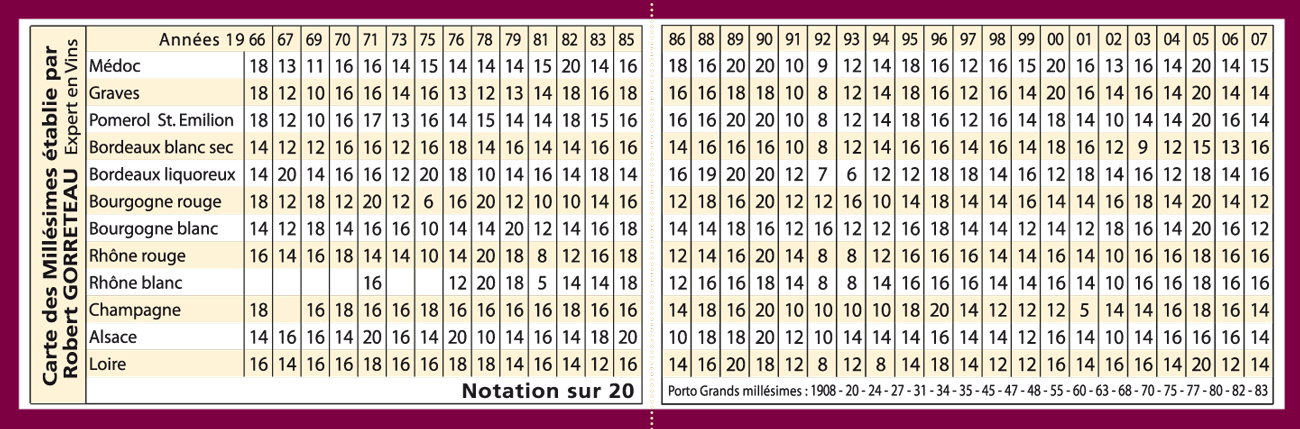 Carte des Millésimes établie par
Robert GORRETEAU Expert en Vins
Années 19 66 67 69 70 71 73 75 76 78 79 81 82 83 85
Médoc 18 13 11 16 16 14 15 14 14 14 15 20 14 16
Graves 18 12 10 16 16 14 16 13 12 13 14 18 16 18
Pomerol St. Emilion 18 12 10 16 17 13 16 14 15 14 14 18 15 16
Bordeaux blanc sec 14 12 12 16 16 12 16 18 14 16 14 14 16 16
Bordeaux liquoreux 14 20 14 16 16 12 20 18 10 14 16 14 18 14
Bourgogne rouge 18 12 18 12 20 12 6 16 20 12 10 10 14 18
Bourgogne blanc 14 12 18 14 16 16 10 14 14 20 12 14 16 18
Rhône rouge 16 14 16 18 14 14 10 14 20 18 8 12 16 18
Rhône blanc 16 12 20 18 5 14 14 18
Champagne 18 16 18 16 16 18 16 16 16 16 16 14 18
Alsace 14 16 16 14 20 16 14 20 10 14 16 14 18 20
Loire 16 14 16 16 18 16 16 18 18 14 16 14 12 16
Notation sur 20
86 88 89 90 91 92 93 94 95 96 97 98 99 00 01 02 03 04 05 06 07
18 16 20 20 10 9 12 14 18 16 12 16 15 20 16 13 16 14 20 14 15
16 16 18 18 10 8 12 14 18 16 12 16 14 20 16 14 14 16 20 16 14
16 16 20 20 10 8 12 14 18 16 12 16 14 18 14 10 14 14 20 16 14
14 16 16 16 10 8 12 14 16 16 14 16 14 18 16 12 9 12 15 13 16
16 19 20 20 12 7 6 12 12 18 18 14 16 12 18 14 16 12 18 14 16
12 18 16 20 12 12 16 10 14 18 14 16 14 14 16 18 14 18 20 14 12
14 14 18 16 12 16 12 12 16 18 14 14 12 14 12 18 16 14 20 16 12
12 14 16 20 14 8 8 14 16 16 16 14 14 16 14 10 16 16 18 16 16
12 16 16 18 14 8 8 14 16 16 16 16 16 16 16 10 14 14 16 16 16
14 18 16 20 10 10 10 10 18 20 14 12 12 12 5 14 14 16 18 16 14
10 18 18 20 12 10 14 14 14 16 14 14 12 14 16 14 12 14 16 14 14
14 16 20 18 12 8 12 8 14 18 14 12 12 16 14 16 16 14 20 12 14
Porto Grands millésimes : 1908 - 20 - 24 - 27 - 31 - 34 - 35 - 45 - 47 - 48 - 55 - 60 - 63 - 68 - 70 - 75 - 77 - 80 - 82 - 83